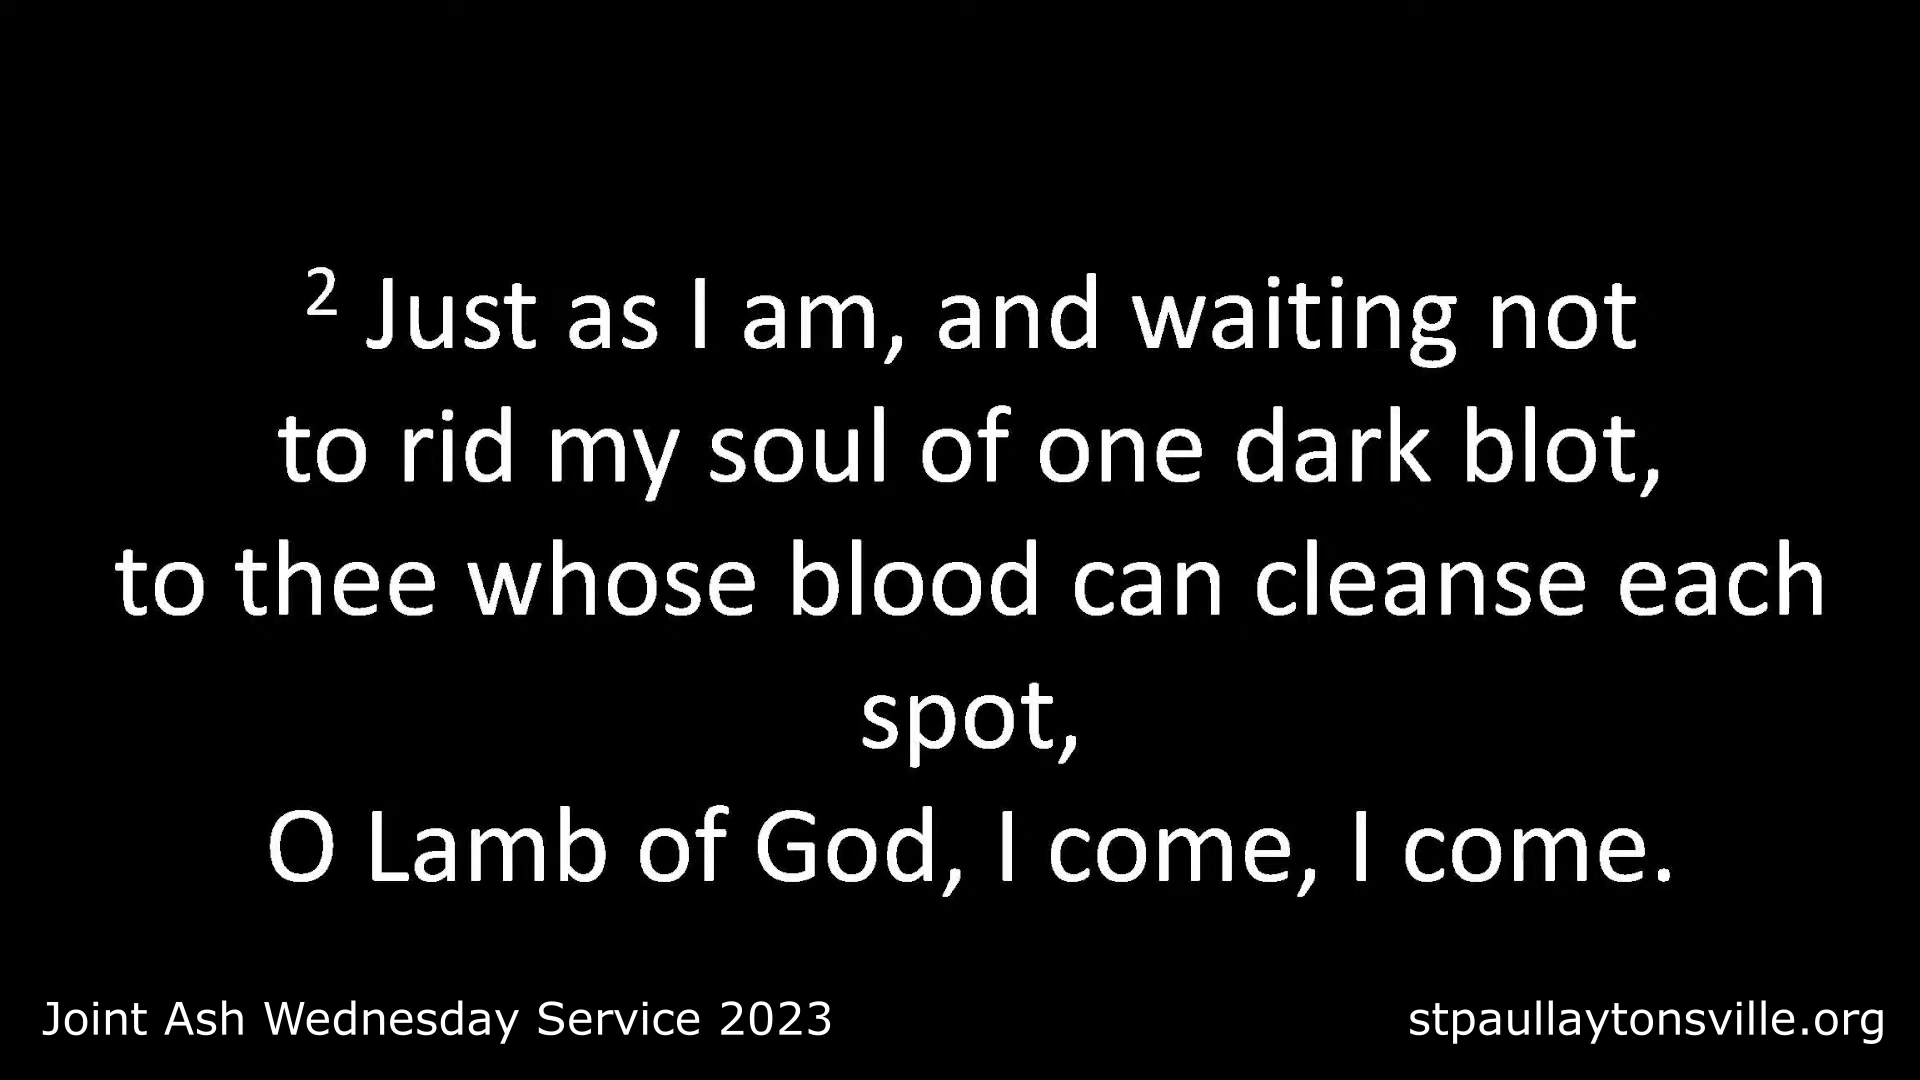 2 Just as I am, and waiting not
to rid my soul of one dark blot,
to thee whose blood can cleanse each
spot,
O Lamb of God, I come, I come.
Joint Ash Wednesday Service 2023
stpaullaytonsville.org